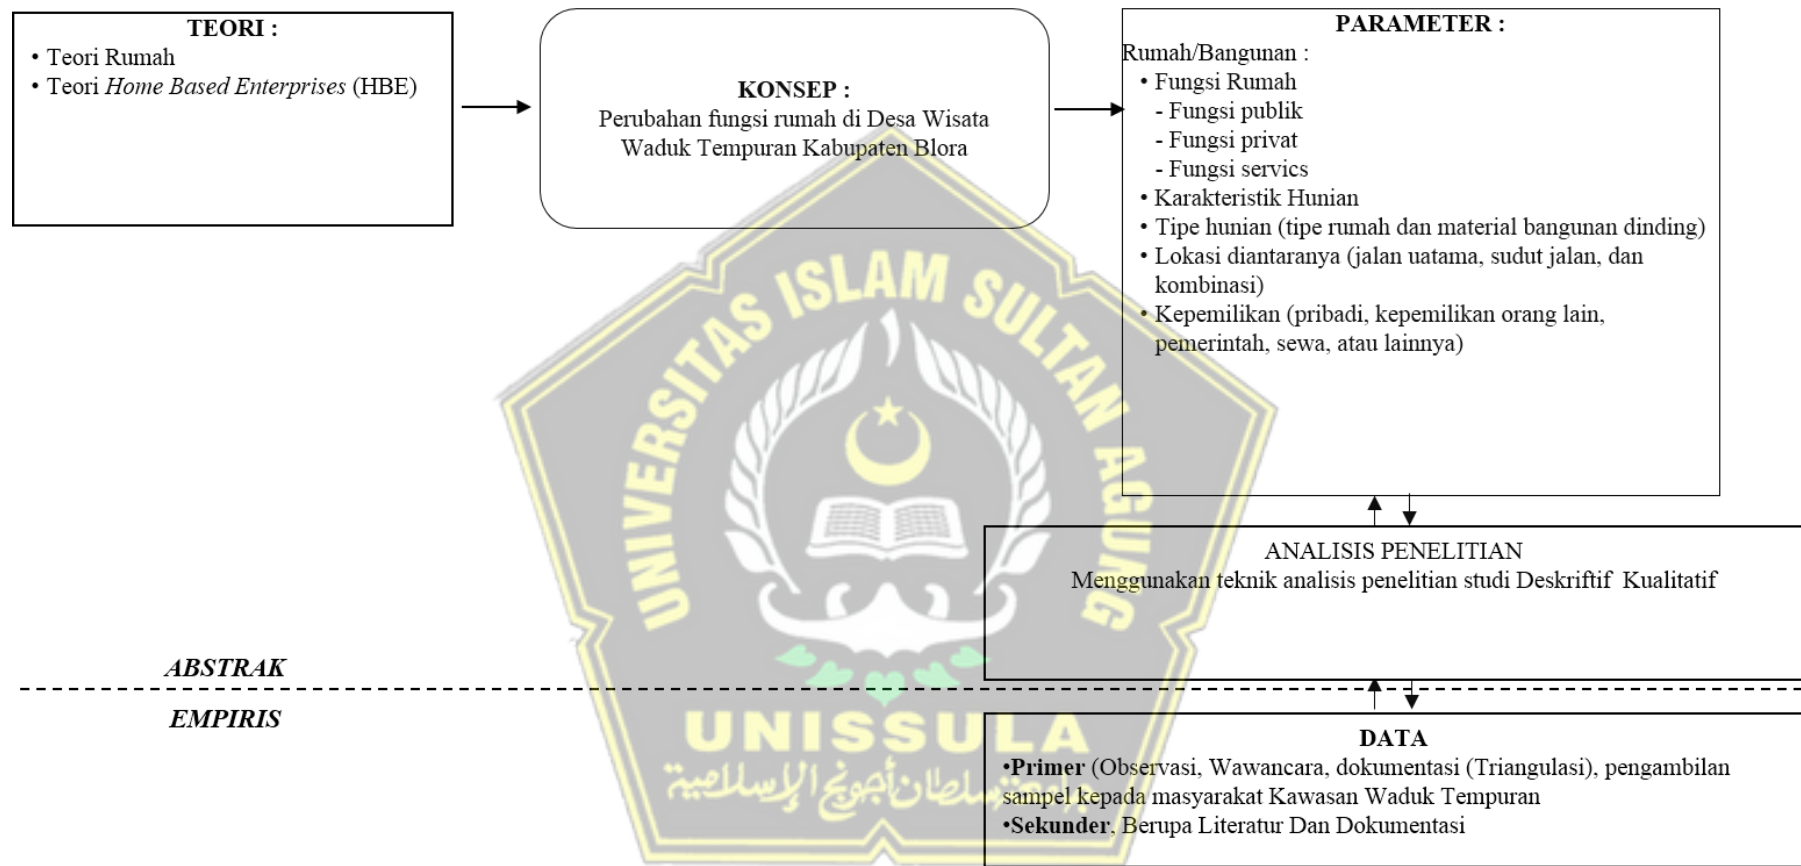 TEORI :
• Teori Rumah
• Teori Home Based Enterprises (HBE)
KONSEP :
Perubahan fungsi rumah di Desa Wisata
Waduk Tempuran Kabupaten Blora
PARAMETER :
Rumah/Bangunan :
• Fungsi Rumah
- Fungsi publik
- Fungsi privat
- Fungsi servics
• Karakteristik Hunian
• Tipe hunian (tipe rumah dan material bangunan dinding)
• Lokasi diantaranya (jalan uatama, sudut jalan, dan
kombinasi)
• Kepemilikan (pribadi, kepemilikan orang lain,
pemerintah, sewa, atau lainnya)
ANALISIS PENELITIAN
Menggunakan teknik analisis penelitian studi Deskriftif Kualitatif
ABSTRAK
EMPIRIS
DATA
•Primer (Observasi, Wawancara, dokumentasi (Triangulasi), pengambilan
sampel kepada masyarakat Kawasan Waduk Tempuran
•Sekunder, Berupa Literatur Dan Dokumentasi
UNIVERSITAS ISLAM SULTAN AGUNG
UNISSULA
جامعة سلطان أجونج الإسلامية